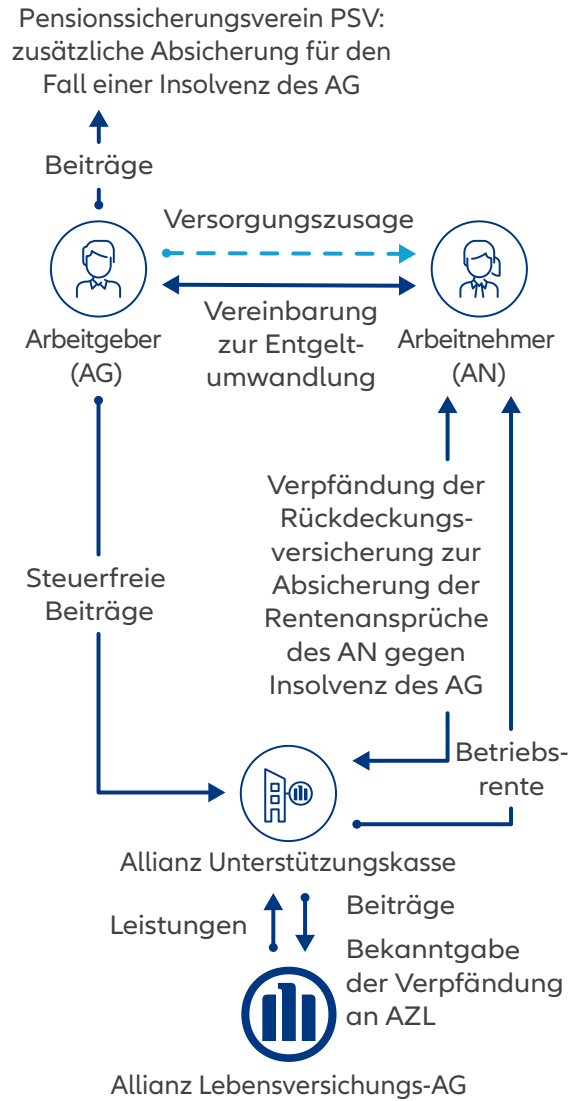 Pensionssicherungsverein PSV:
zusätzliche Absicherung für den
Fall einer Insolvenz des AG
Beiträge
Versorgungszusage
Vereinbarung
zur Entgelt-
umwandlung
Arbeitgeber
(AG)
Arbeitnehmer
(AN)
Verpfändung der
Rückdeckungs-
versicherung zur
Absicherung der
Rentenansprüche
des AN gegen
Insolvenz des AG
Steuerfreie
Beiträge
Betriebs-
rente
Allianz Unterstützungskasse
Leistungen
Beiträge
Bekanntgabe
der Verpfändung
an AZL
Allianz Lebensversichungs-AG